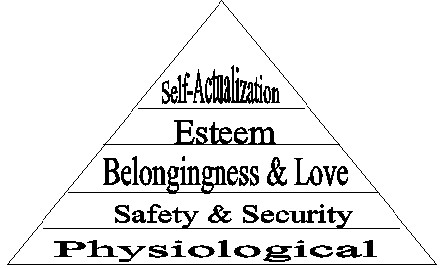 Self-Actualization
Esteem
Belongingness & Love
Safety & Security
Physiological